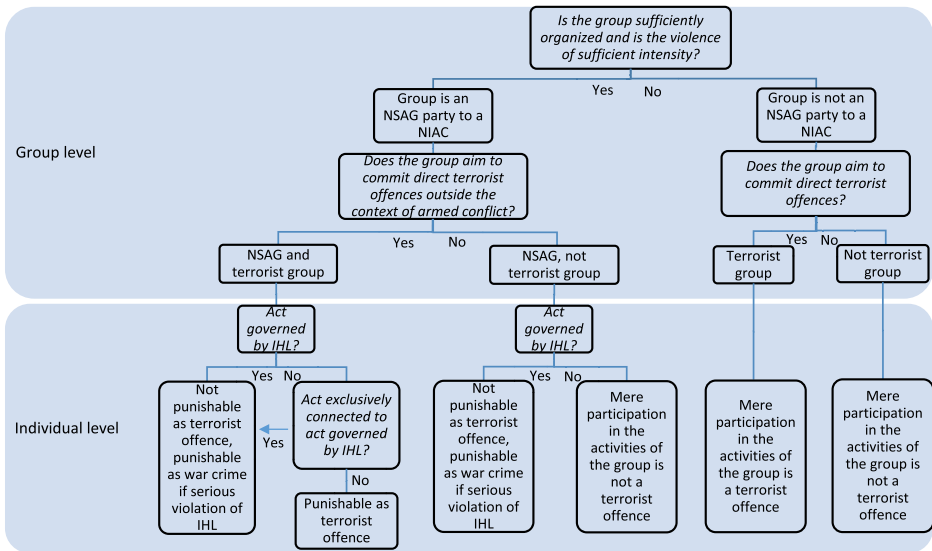 Is the group sufficiently
organized and is the violence
of sufficient intensity?
Yes
No
Group is an
NSAG party to a
NIAC
Group is not an
NSAG party to a
NIAC
Group level
Does the group aim to
commit direct terrorist
offences outside the
context of armed conflict?
Does the group aim to
commit direct terrorist
offences?
Yes
No
Yes
No
NSAG and
terrorist group
NSAG, not
terrorist group
Terrorist
group
Not terrorist
group
Act
governed
by IHL?
Act
governed
by IHL?
Yes
No
Yes
No
Individual level
Not
punishable
as terrorist
offence,
punishable
as war crime
if serious
violation of
IHL
Yes
Act exclusively
connected to
act governed
by IHL?
No
Punishable as
terrorist
offence
Not
punishable
as terrorist
offence,
punishable
as war crime
if serious
violation of
IHL
Mere
participation
in the
activities of
the group is
not a
terrorist
offence
Mere
participation
in the
activities of
the group is
a terrorist
offence
Mere
participation
in the
activities of
the group is
not a
terrorist
offence